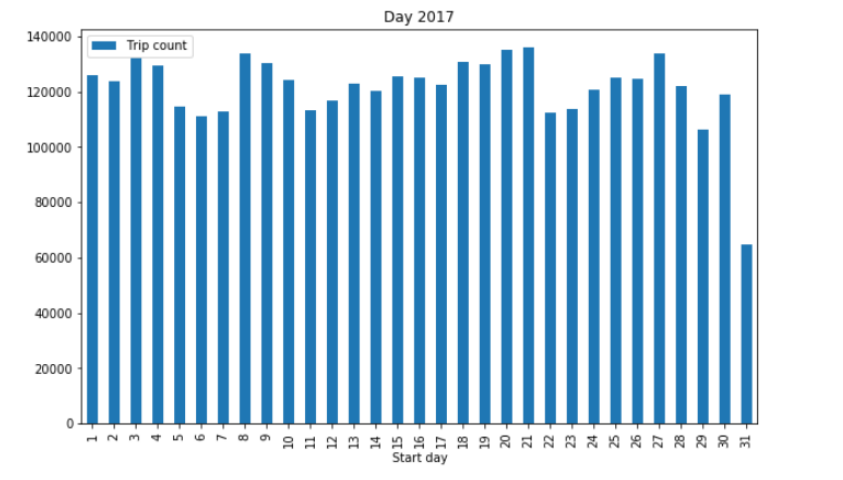 Day 2017
Trip count
140000
120000
100000
80000
60000
40000
20000
0
1 2 3 4 5 6 7 8 9 10 11 12 13 14 15 16 17 18 19 20 21 22 23 24 25 26 27 28 29 30 31
Start day